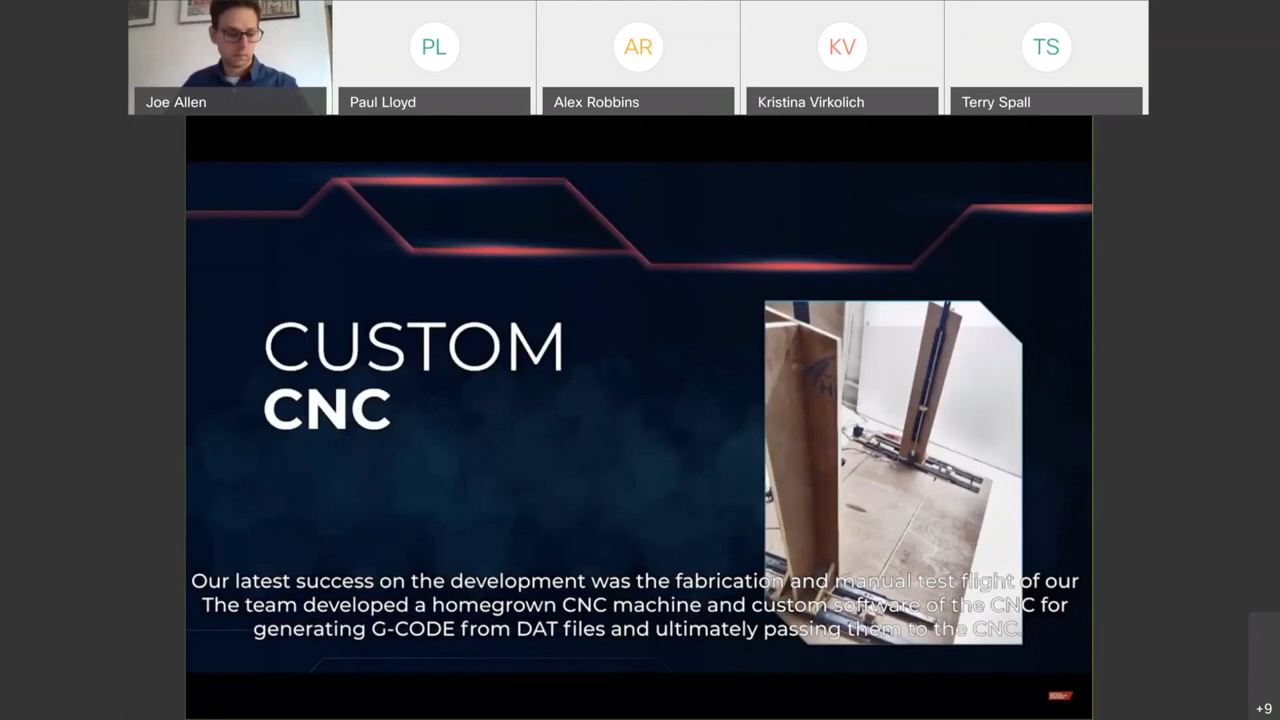 PL
AR
KV
TS
Joe Allen
Paul Lloyd
Alex Robbins
Kristina Virkolich
Terry Spall
CUSTOM
CNC
H
Our latest success on the development was the fabrication and manual test flight of our
The team developed a homegrown CNC machine and custom software of the CNC for
generating G-CODE from DAT files and ultimately passing them to the CNC.
+9